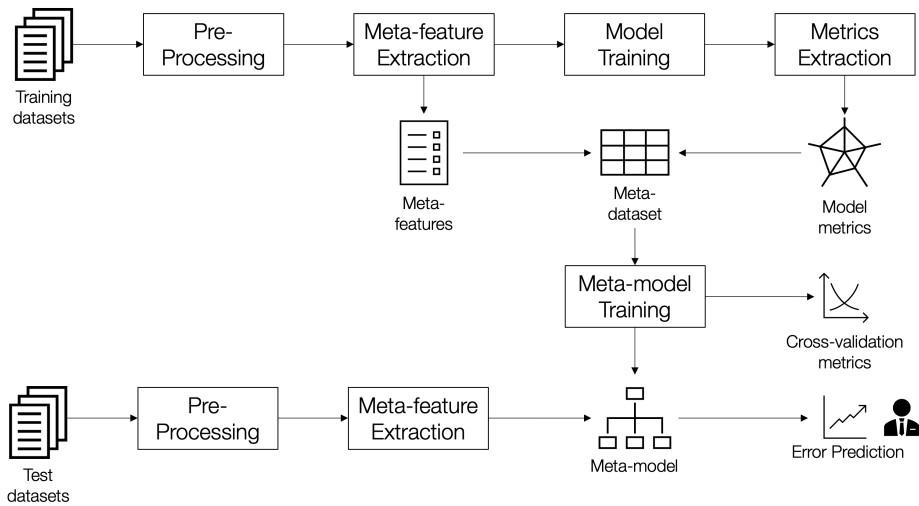 Pre-
Processing
Meta-feature
Extraction
Model
Training
Metrics
Extraction
Training
datasets
Meta-
features
Meta-
dataset
Model
metrics
Meta-model
Training
Cross-validation
metrics
Pre-
Processing
Meta-feature
Extraction
Test
datasets
Meta-model
Error Prediction